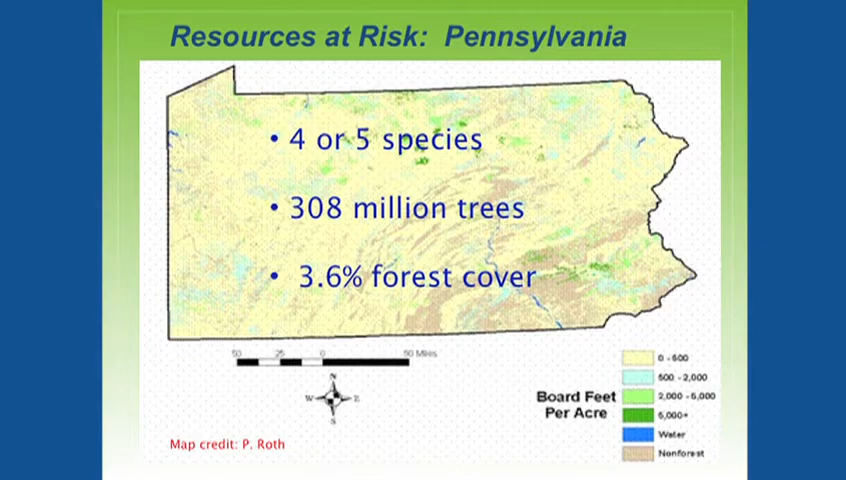 Resources at Risk: Pennsylvania
• 4 or 5 species
• 308 million trees
• 3.6% forest cover
50 25 0 50 Miles
N
W E
S
Board Feet
Per Acre
0 - 500
500 - 2,000
2,000 - 5,000
5,000+
Water
Nonforest
Map credit: P. Roth